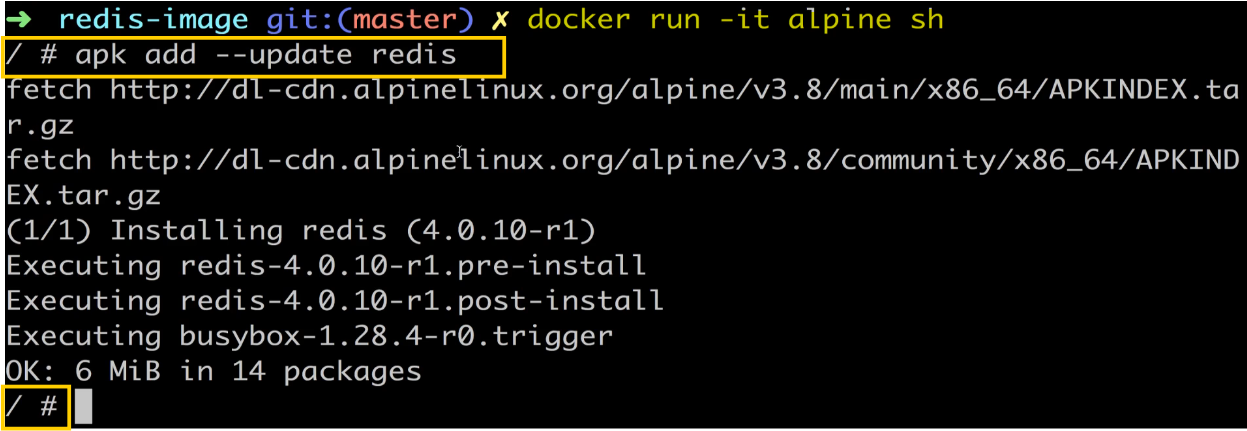 ➜ redis-image git:(master) ✗ docker run -it alpine sh
/ # apk add --update redis
fetch http://dl-cdn.alpinelinux.org/alpine/v3.8/main/x86_64/APKINDEX.ta
r.gz
fetch http://dl-cdn.alpinelinux.org/alpine/v3.8/community/x86_64/APKIND
EX.tar.gz
(1/1) Installing redis (4.0.10-r1)
Executing redis-4.0.10-r1.pre-install
Executing redis-4.0.10-r1.post-install
Executing busybox-1.28.4-r0.trigger
OK: 6 MiB in 14 packages
/ #